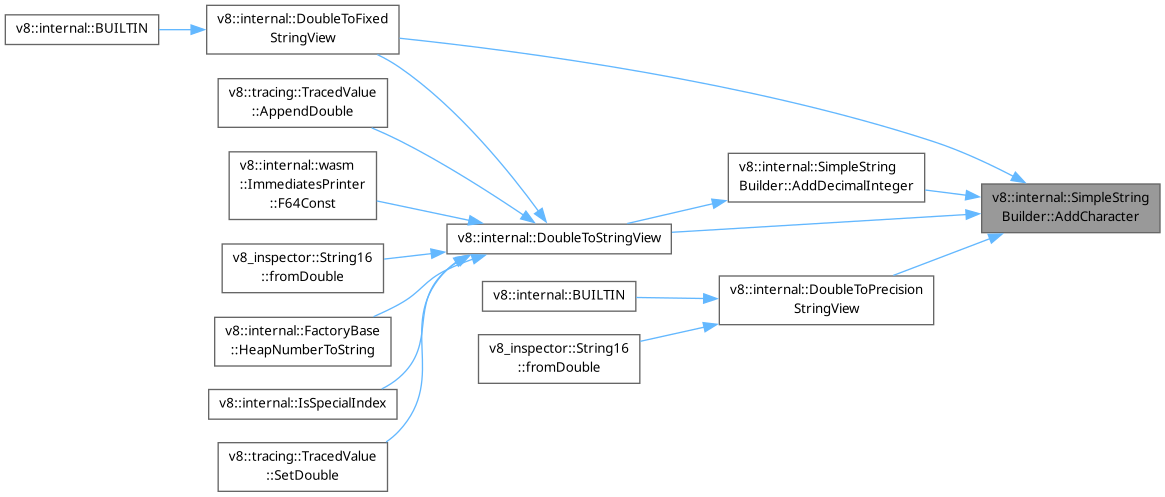 v8::internal::BUILTIN
v8::internal::DoubleToFixed
StringView
v8::tracing::TracedValue
::AppendDouble
v8::internal::wasm
::ImmediatesPrinter
::F64Const
v8_inspector::String16
::fromDouble
v8::internal::FactoryBase
::HeapNumberToString
v8::internal::IsSpecialIndex
v8::tracing::TracedValue
::SetDouble
v8::internal::DoubleToStringView
v8::internal::BUILTIN
v8_inspector::String16
::fromDouble
v8::internal::SimpleString
Builder::AddDecimalInteger
v8::internal::DoubleToPrecision
StringView
v8::internal::SimpleString
Builder::AddCharacter